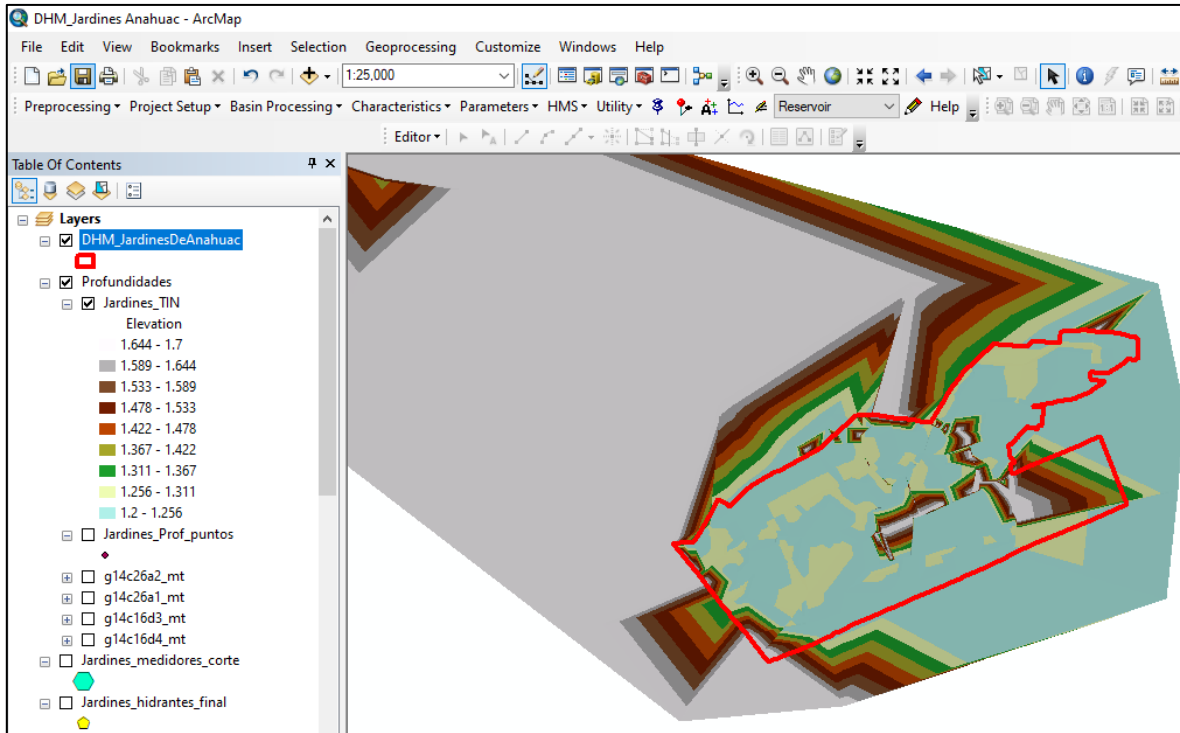 DHM_Jardines Anahuac - ArcMap
File Edit View Bookmarks Insert Selection Geoprocessing Customize Windows Help
1:25,000
Preprocessing Project Setup Basin Processing Characteristics Parameters HMS Utility Reservoir Help
Editor
Table Of Contents
Layers
DHM_JardinesDeAnahuac
Profundidades
Jardines_TIN
Elevation
1.644 - 1.7
1.589 - 1.644
1.533 - 1.589
1.478 - 1.533
1.422 - 1.478
1.367 - 1.422
1.311 - 1.367
1.256 - 1.311
1.2 - 1.256
Jardines_Prof_puntos
g14c26a2_mt
g14c26a1_mt
g14c16d3_mt
g14c16d4_mt
Jardines_medidores_corte
Jardines_hidrantes_final